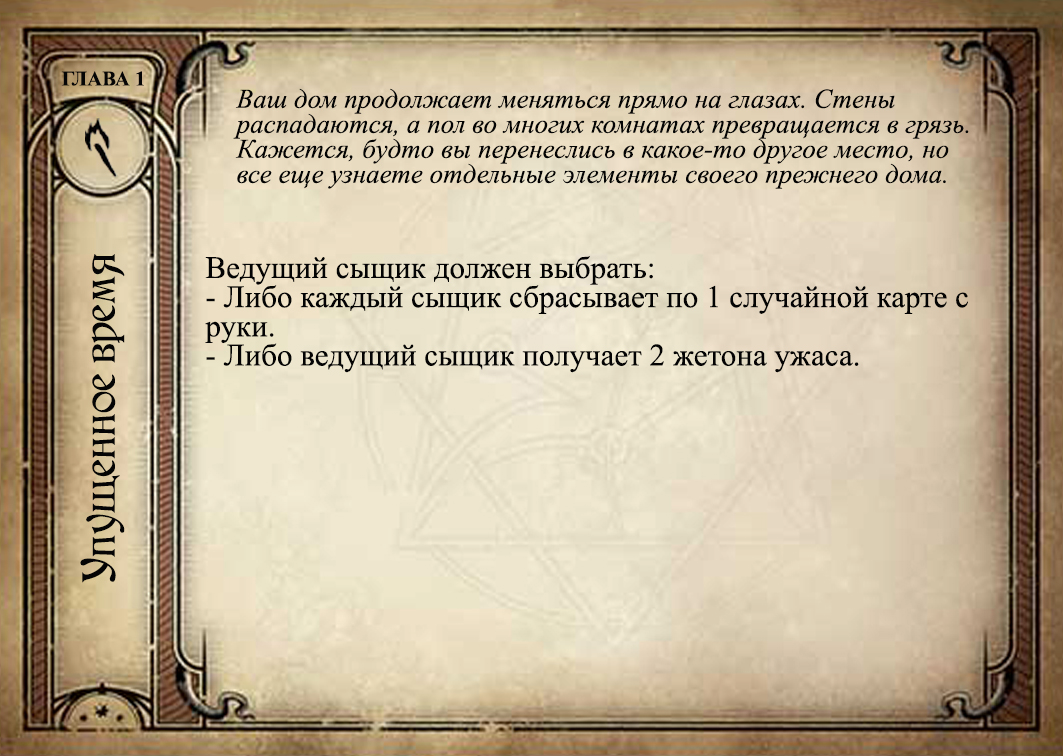 ГЛАВА 1
Упущенное время
Ваш дом продолжает меняться прямо на глазах. Стены
распадаются, а пол во многих комнатах превращается в грязь.
Кажется, будто вы перенеслись в какое-то другое место, но
все еще узнаете отдельные элементы своего прежнего дома.
Ведущий сыщик должен выбрать:
- Либо каждый сыщик сбрасывает по 1 случайной карте с
руки.
- Либо ведущий сыщик получает 2 жетона ужаса.